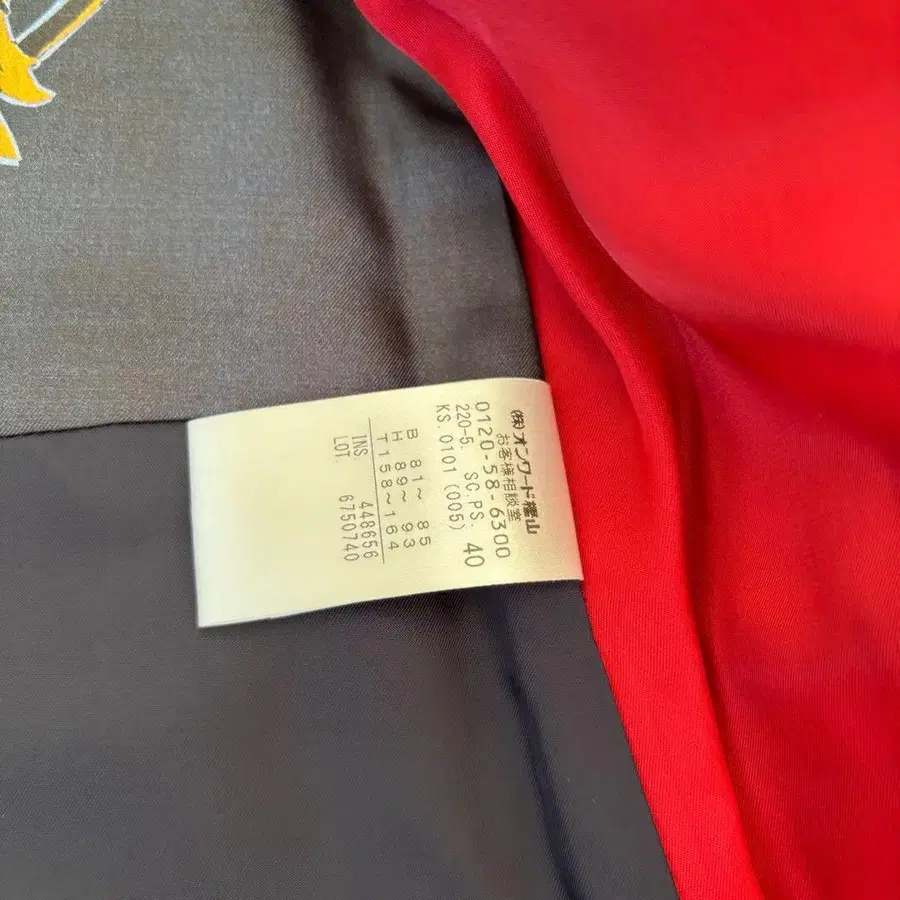 (株)オンワード樫山
お客様相談室
0120-58-6300
220-5. SC.PS. 40
KS. 0101 (005)
B 81~ 85
H 89~ 93
T 158~164
INS 448656
LOT. 6750740